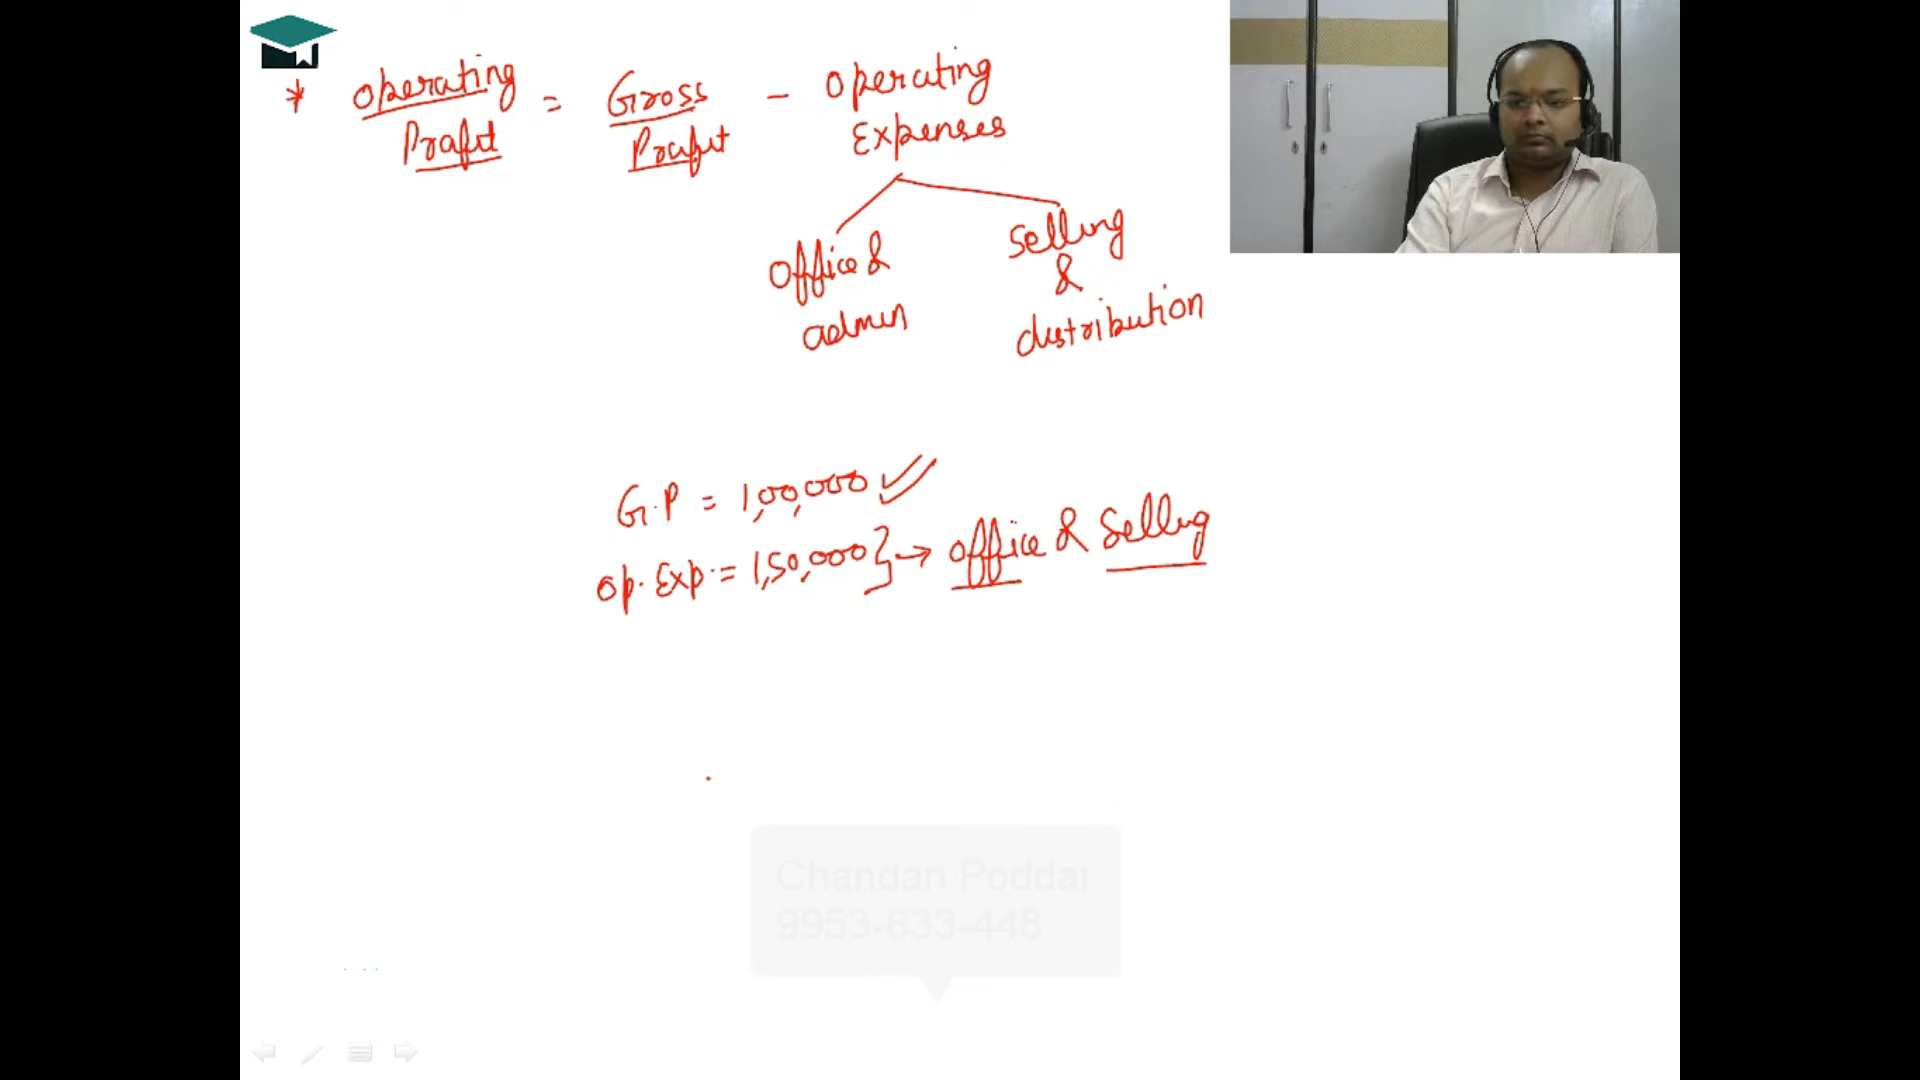 * Operating Profit = Gross Profit - Operating Expenses
Office & admin
Selling & distribution
G.P = 1,00,000
Op. Exp. = 1,50,000 } → Office & Selling
Chandan Poddar
9953-633-448